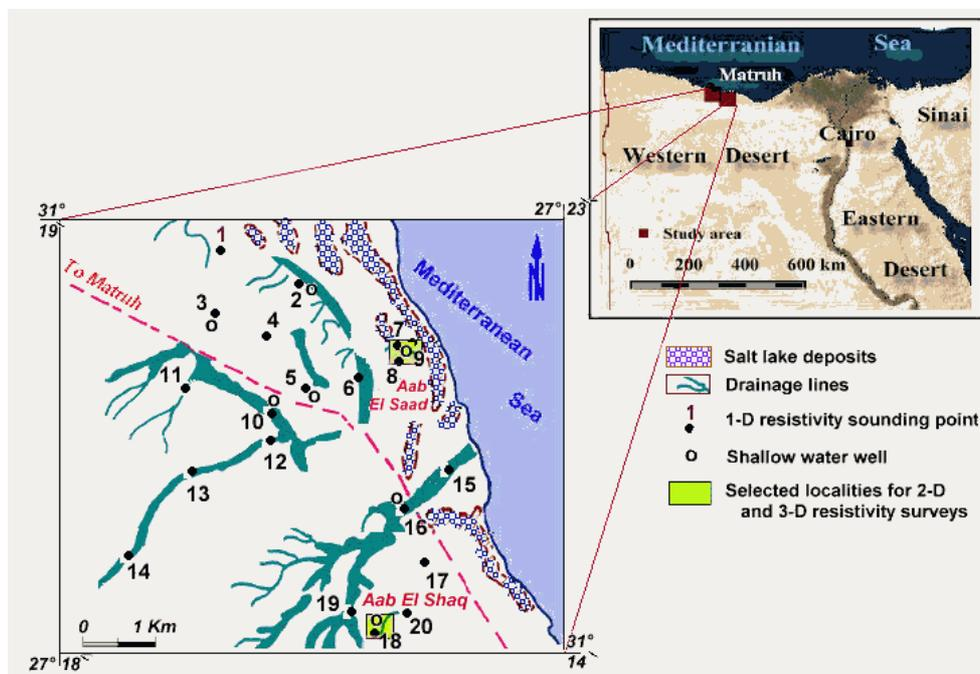 Mediterranian Sea
Matruh
Sinai
Cairo
Western Desert
Eastern
Desert
Study area
0 200 400 600 km
31°
19
27° 23
To Matruh
N
Mediterranean
Sea
1
2
3
4
5
6
7
8
9
Aab
El Saad
10
11
12
13
14
15
16
17
Aab El Shaq
18
19
20
0 1 Km
27° 18
31°
14
Salt lake deposits
Drainage lines
1
1-D resistivity sounding point
Shallow water well
Selected localities for 2-D
and 3-D resistivity surveys